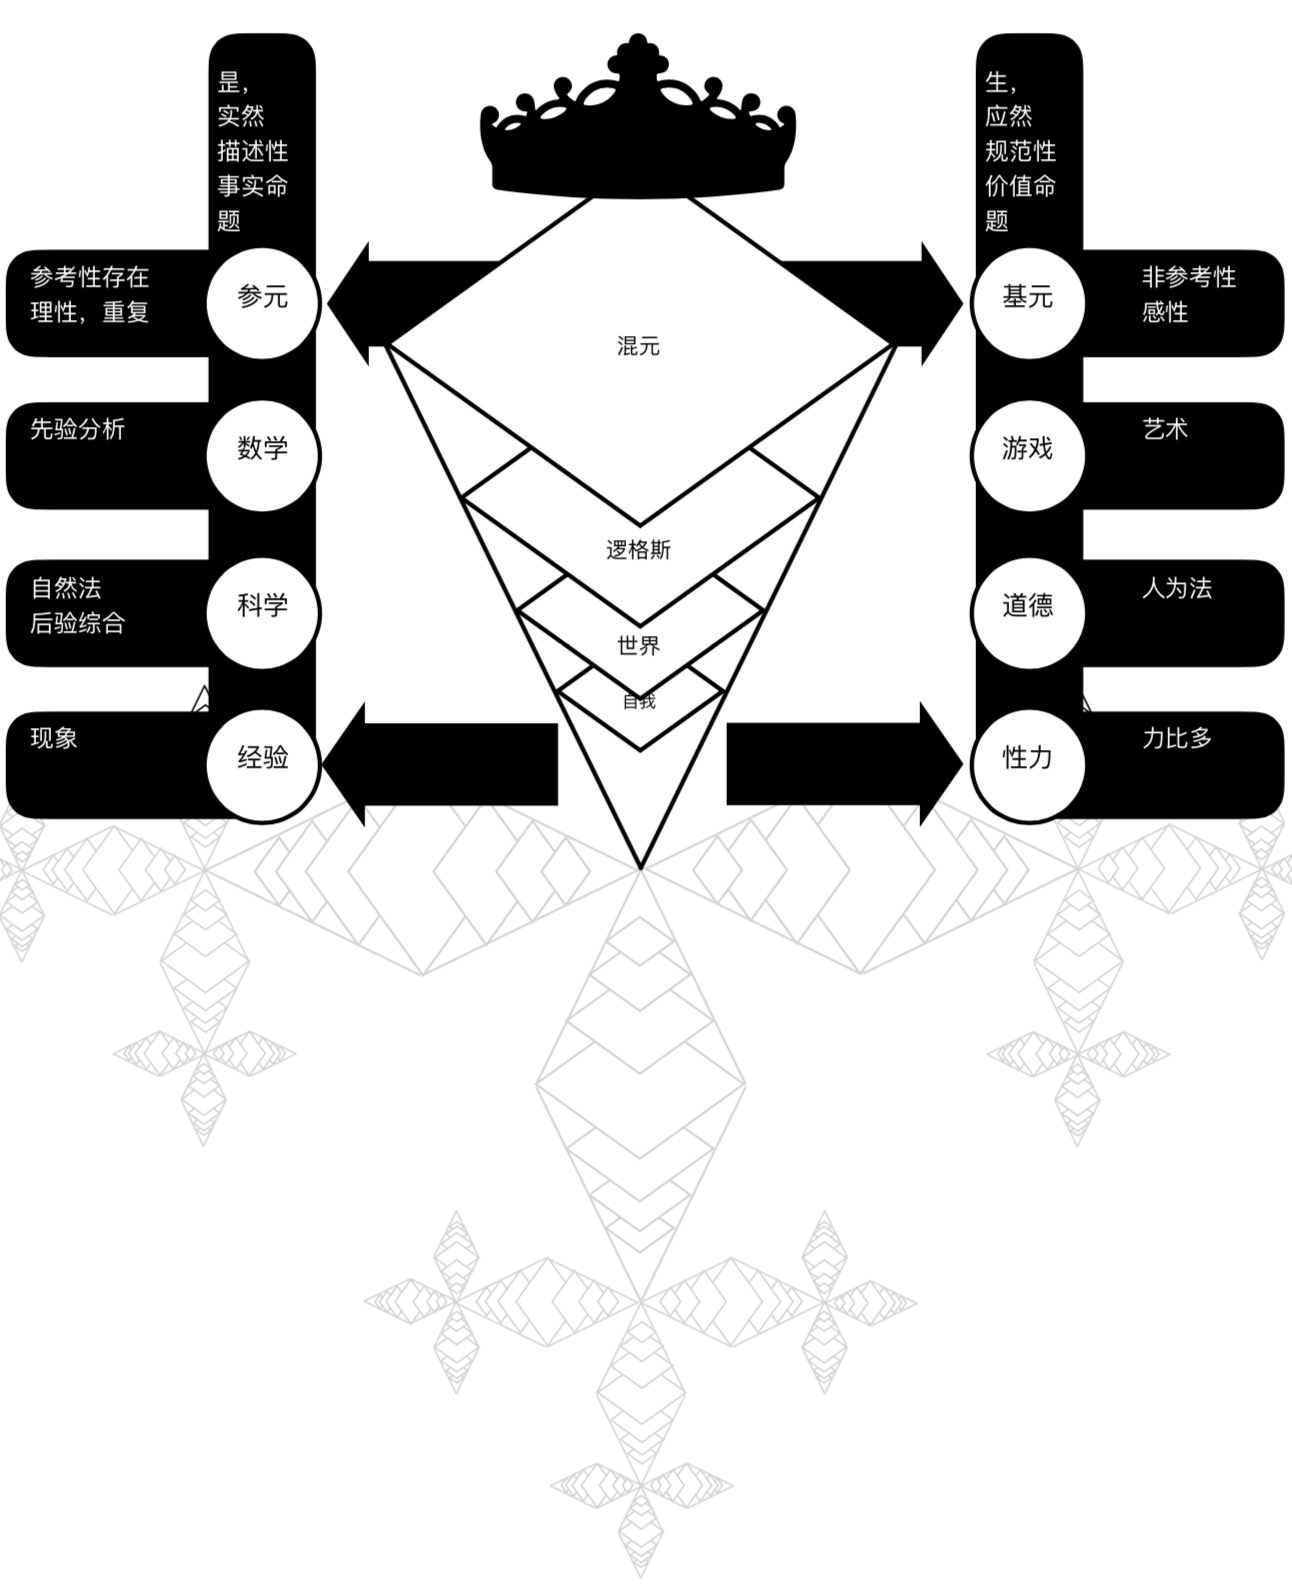 昰，
实然
描述性
事实命
题
参考性存在
理性，重复
参元
先验分析
数学
自然法
后验综合
科学
现象
经验
混元
逻格斯
世界
自我
生，
应然
规范性
价值命
题
基元
非参考性
感性
游戏
艺术
道德
人为法
性力
力比多